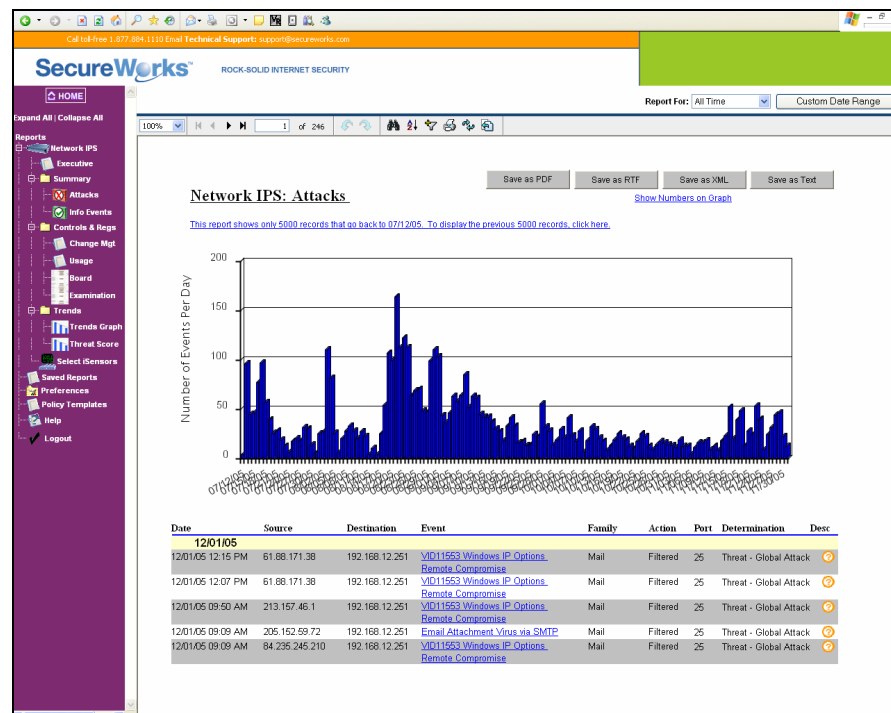 Call toll-free 1.877.884.1110 Email Technical Support: support@secureworks.com
SecureWorks™ ROCK-SOLID INTERNET SECURITY
HOME
Report For: All Time Custom Date Range
Expand All | Collapse All
100% 1 of 246
Reports
Network IPS
Executive
Summary
Attacks
Info Events
Controls & Regs
Change Mgt
Usage
Board
Examination
Trends
Trends Graph
Threat Score
Select iSensors
Saved Reports
Preferences
Policy Templates
Help
Logout
Save as PDF Save as RTF Save as XML Save as Text
Network IPS: Attacks
Show Numbers on Graph
This report shows only 5000 records that go back to 07/12/05. To display the previous 5000 records, click here.
Number of Events Per Day
200
150
100
50
0
07/12/05
11/30/05
Date Source Destination Event Family Action Port Determination Desc
12/01/05
12/01/05 12:15 PM 61.88.171.38 192.168.12.251 VID11553 Windows IP Options Mail Filtered 25 Threat - Global Attack ?
Remote Compromise
12/01/05 12:07 PM 61.88.171.38 192.168.12.251 VID11553 Windows IP Options Mail Filtered 25 Threat - Global Attack ?
Remote Compromise
12/01/05 09:50 AM 213.157.46.1 192.168.12.251 VID11553 Windows IP Options Mail Filtered 25 Threat - Global Attack ?
Remote Compromise
12/01/05 09:09 AM 205.152.59.72 192.168.12.251 Email Attachment Virus via SMTP Mail Filtered 25 Threat - Global Attack ?
12/01/05 09:09 AM 84.235.245.210 192.168.12.251 VID11553 Windows IP Options Mail Filtered 25 Threat - Global Attack ?
Remote Compromise